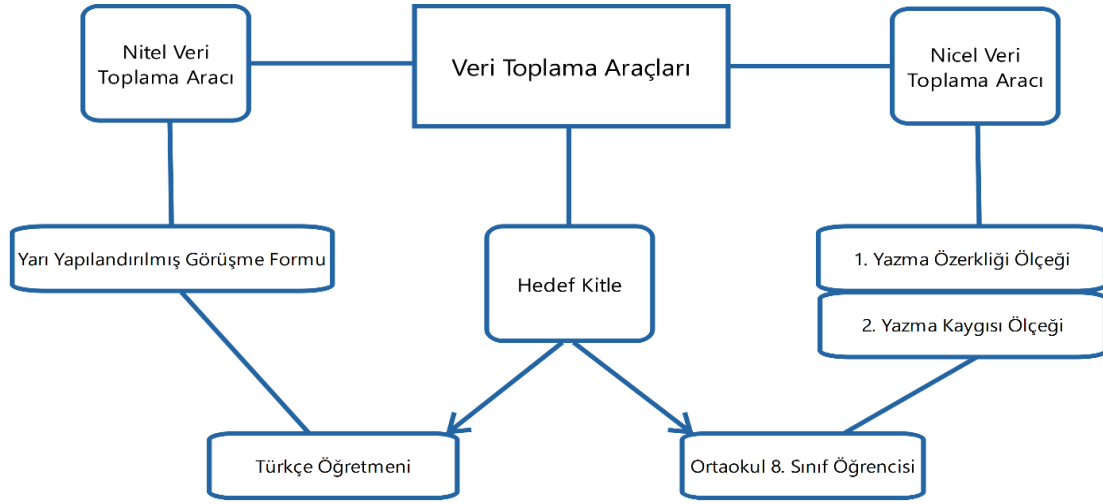 Nitel Veri
Toplama Aracı
Veri Toplama Araçları
Nicel Veri
Toplama Aracı
Yarı Yapılandırılmış Görüşme Formu
Hedef Kitle
1. Yazma Özerkliği Ölçeği
2. Yazma Kaygısı Ölçeği
Türkçe Öğretmeni
Ortaokul 8. Sınıf Öğrencisi